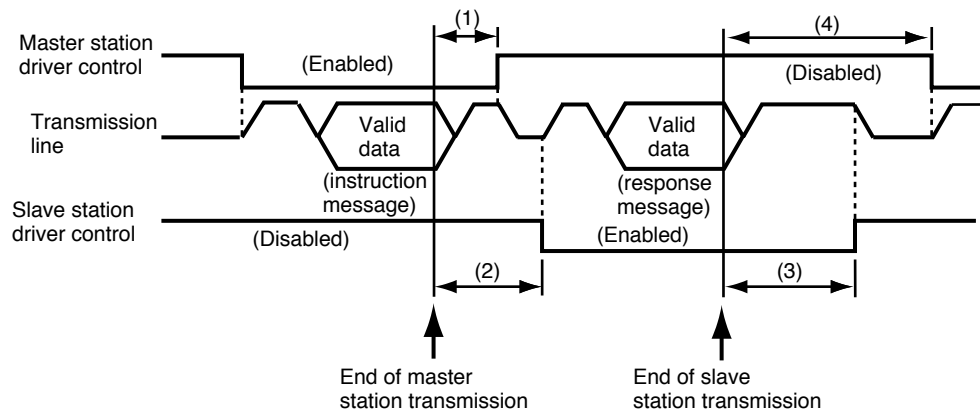 (1)
(4)
Master station
driver control
(Enabled)
(Disabled)
Transmission
line
Valid
data
Valid
data
(instruction
message)
(response
message)
Slave station
driver control
(Disabled)
(Enabled)
(2)
(3)
End of master
station transmission
End of slave
station transmission